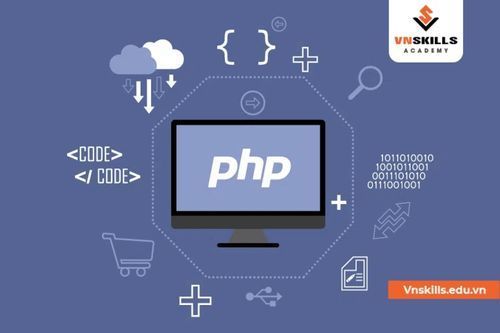 VNSKILLS
ACADEMY
{ }
<CODE>
</ CODE>
php
1011010010
1001011001
0011101010
0111001001
Vnskills.edu.vn